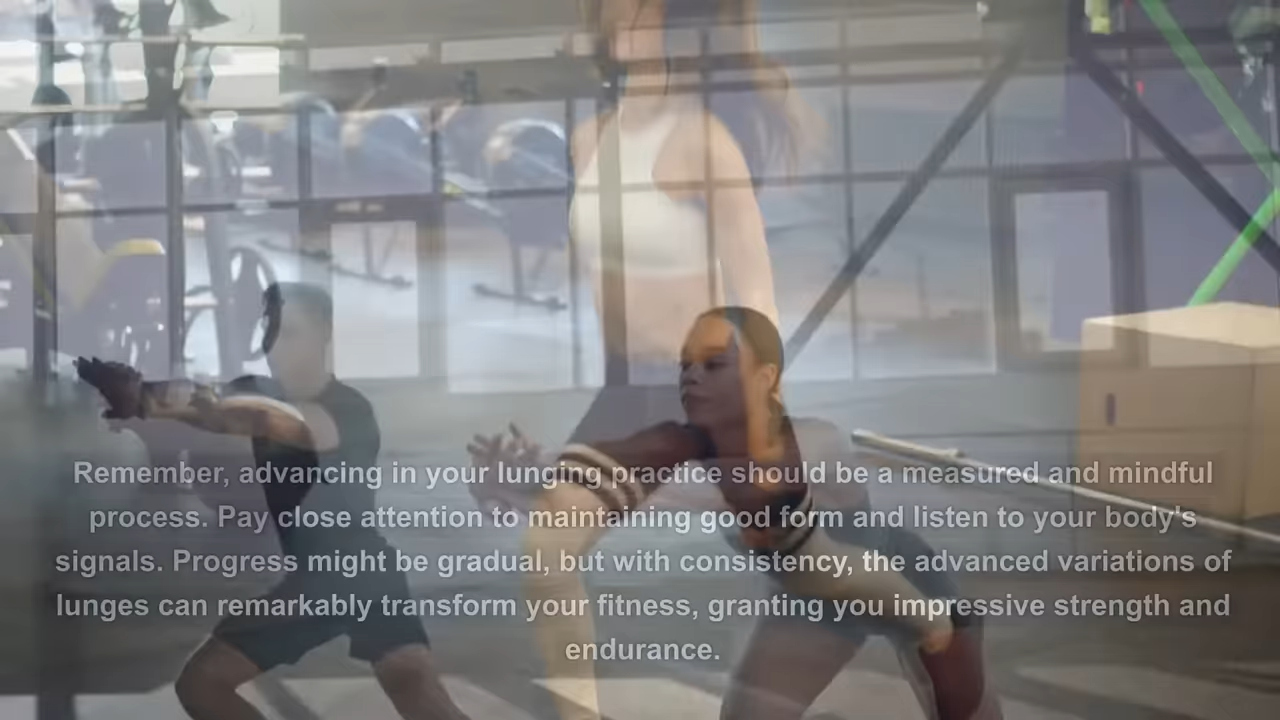 Remember, advancing in your lunging practice should be a measured and mindful
process. Pay close attention to maintaining good form and listen to your body's
signals. Progress might be gradual, but with consistency, the advanced variations of
lunges can remarkably transform your fitness, granting you impressive strength and
endurance.